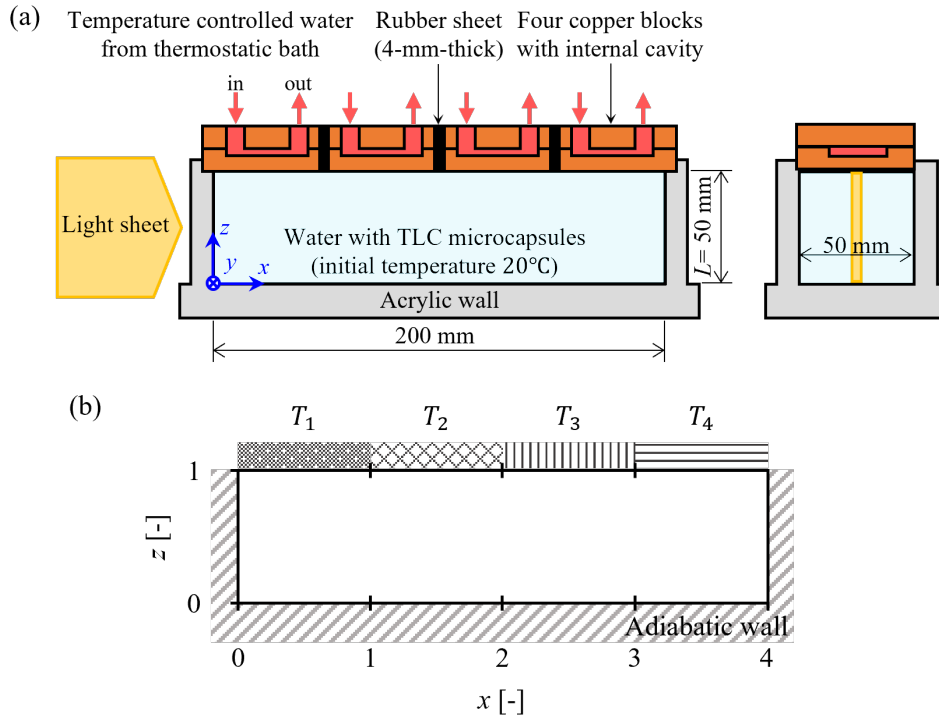 (a)
Temperature controlled water
from thermostatic bath
Rubber sheet
(4-mm-thick)
Four copper blocks
with internal cavity
in
out
Light sheet
z
y
x
Water with TLC microcapsules
(initial temperature 20℃)
L= 50 mm
50 mm
Acrylic wall
200 mm
(b)
T₁
T₂
T₃
T₄
1
z [-]
0
Adiabatic wall
0
1
2
3
4
x [-]